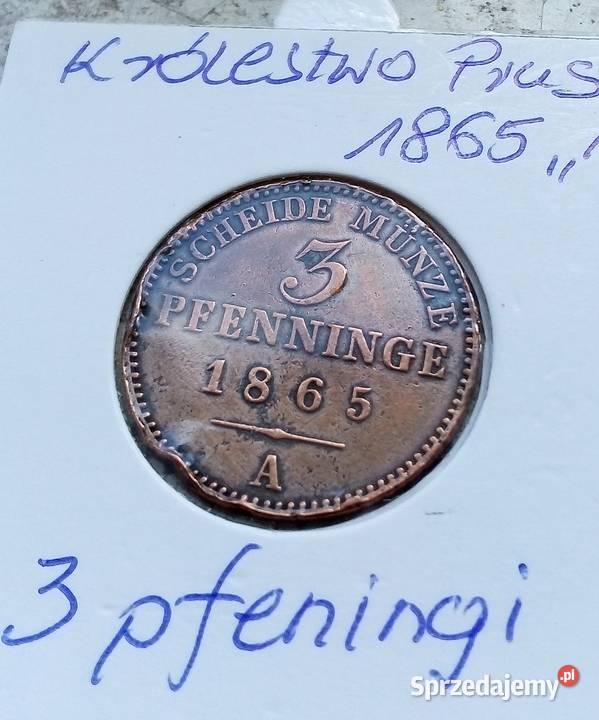 Królestwo Prus
1865 „
SCHEIDE MÜNZE
3
PFENNINGE
1865
A
3 pfeningi
Sprzedajemy.pl